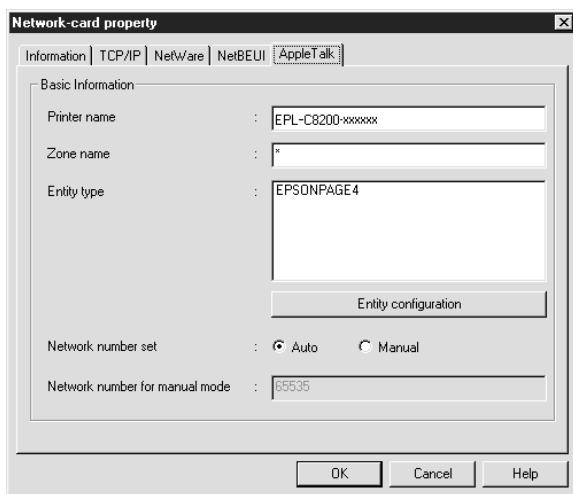 Network-card property
Information TCP/IP NetWare NetBEUI AppleTalk
Basic Information
Printer name : EPL-C8200-xxxxxx
Zone name : *
Entity type : EPSONPAGE4
Entity configuration
Network number set : Auto Manual
Network number for manual mode : 65535
OK Cancel Help